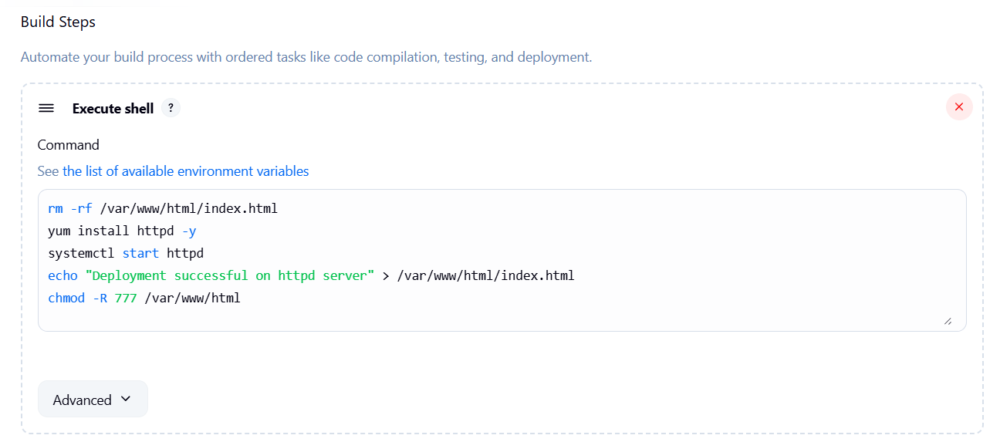 Build Steps
Automate your build process with ordered tasks like code compilation, testing, and deployment.
Execute shell ?
Command
See the list of available environment variables
rm -rf /var/www/html/index.html
yum install httpd -y
systemctl start httpd
echo "Deployment successful on httpd server" > /var/www/html/index.html
chmod -R 777 /var/www/html
Advanced